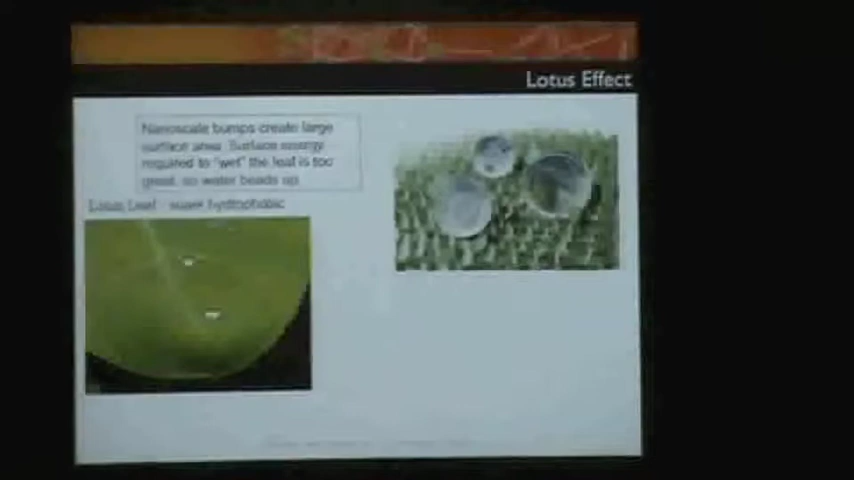 Lotus Effect
Nanoscale bumps create large
surface area. Surface energy
required to "wet" the leaf is too
great, so water beads up
Lotus Leaf - super hydrophobic